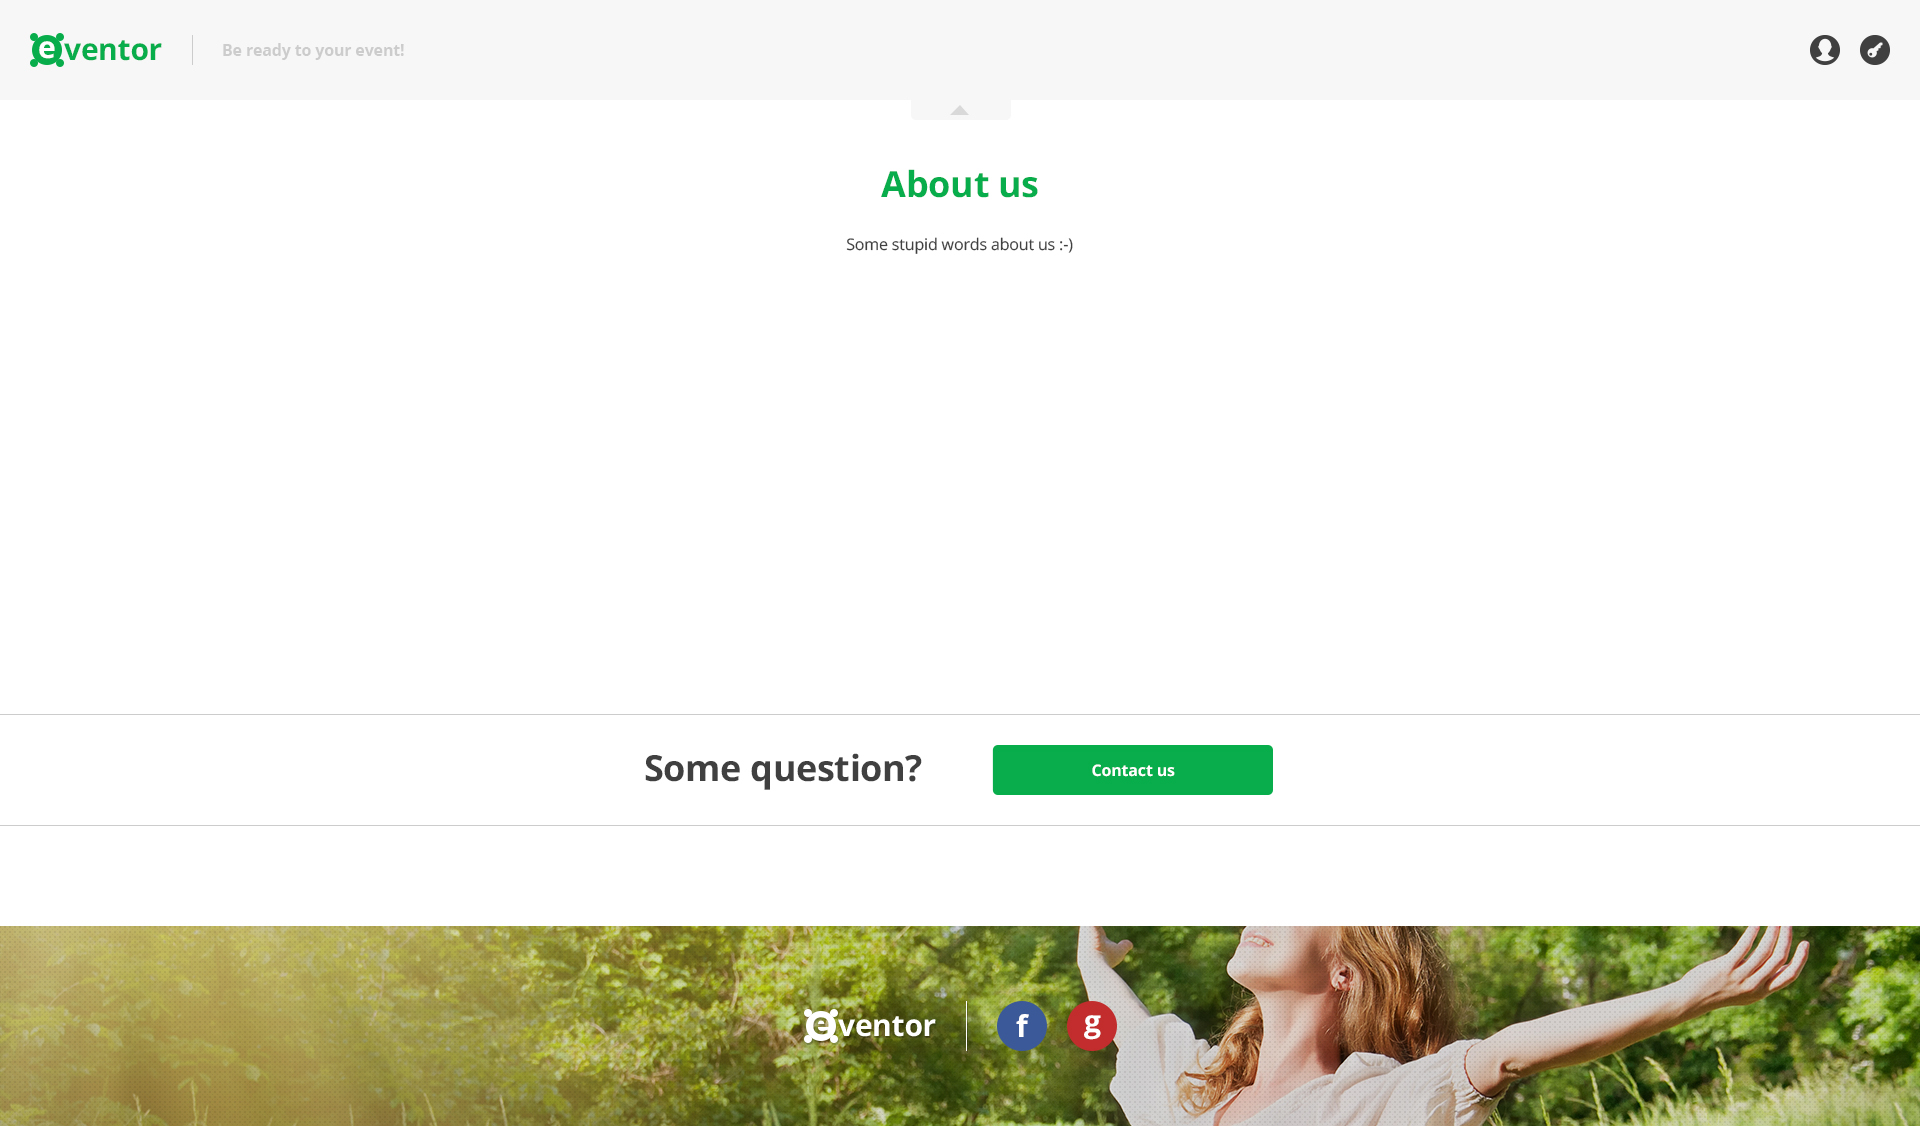 eventor
Be ready to your event!
About us
Some stupid words about us :-)
Some question?
Contact us
eventor
f
g